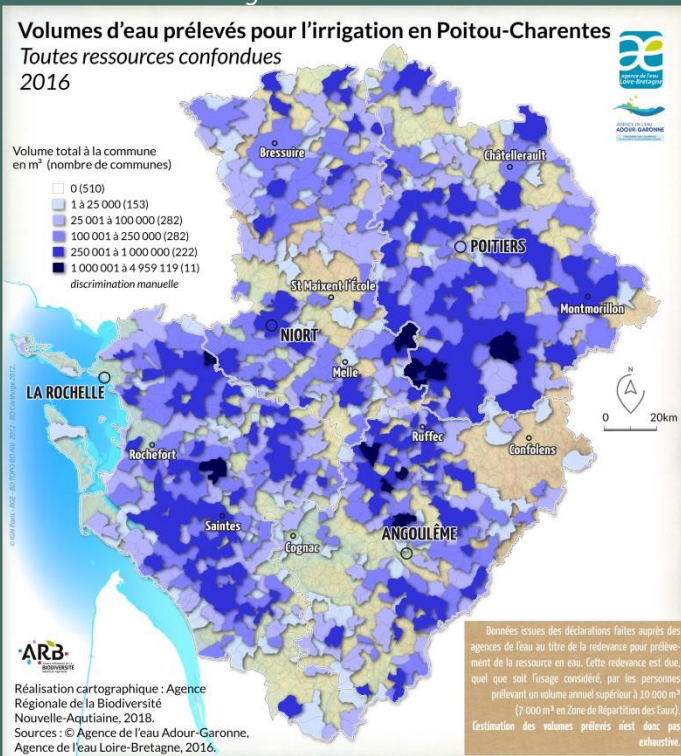 Volumes d'eau prélevés pour l'irrigation en Poitou-Charentes
Toutes ressources confondues
2016
agence de l'eau
Loire-Bretagne
AGENCE DE L'EAU
ADOUR-GARONNE
Volume total à la commune
en m³ (nombre de communes)
0 (510)
1 à 25 000 (153)
25 001 à 100 000 (282)
100 001 à 250 000 (282)
250 001 à 1 000 000 (222)
1 000 001 à 4 959 119 (11)
discrimination manuelle
Bressuire
Châtellerault
POITIERS
St Maixent l'École
Montmorillon
NIORT
Melle
LA ROCHELLE
N
0 20km
Ruffec
Confolens
Rochefort
Saintes
Cognac
ANGOULÊME
ARB
Réalisation cartographique : Agence
Régionale de la Biodiversité
Nouvelle-Aqutiaine, 2018.
Sources : © Agence de l'eau Adour-Garonne,
Agence de l'eau Loire-Bretagne, 2016.
Données issues des déclarations faites auprès des
agences de l'eau au titre de la redevance pour prélève-
ment de la ressource en eau. Cette redevance est due,
quel que soit l'usage considéré, par les personnes
prélevant un volume annuel supérieur à 10 000 m³
(7 000 m³ en Zone de Répartition des Eaux).
L'estimation des volumes prélevés n'est donc pas
exhaustive.